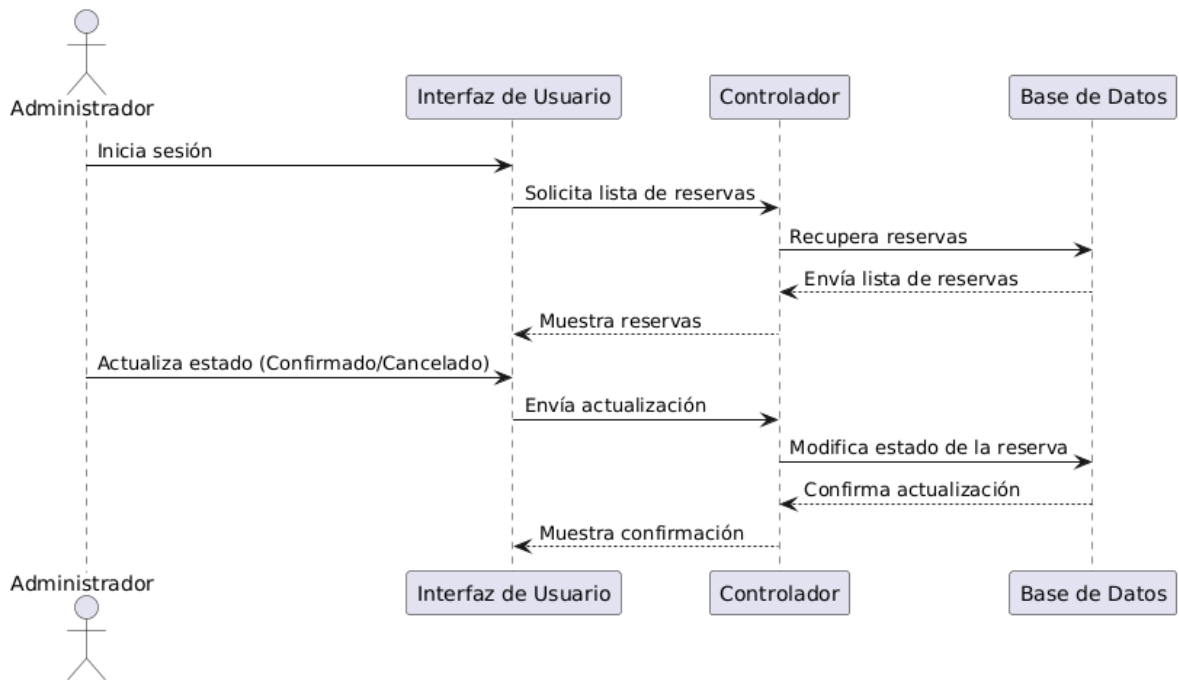 Administrador
Interfaz de Usuario
Controlador
Base de Datos
Inicia sesión
Solicita lista de reservas
Recupera reservas
Envía lista de reservas
Muestra reservas
Actualiza estado (Confirmado/Cancelado)
Envía actualización
Modifica estado de la reserva
Confirma actualización
Muestra confirmación
Administrador
Interfaz de Usuario
Controlador
Base de Datos